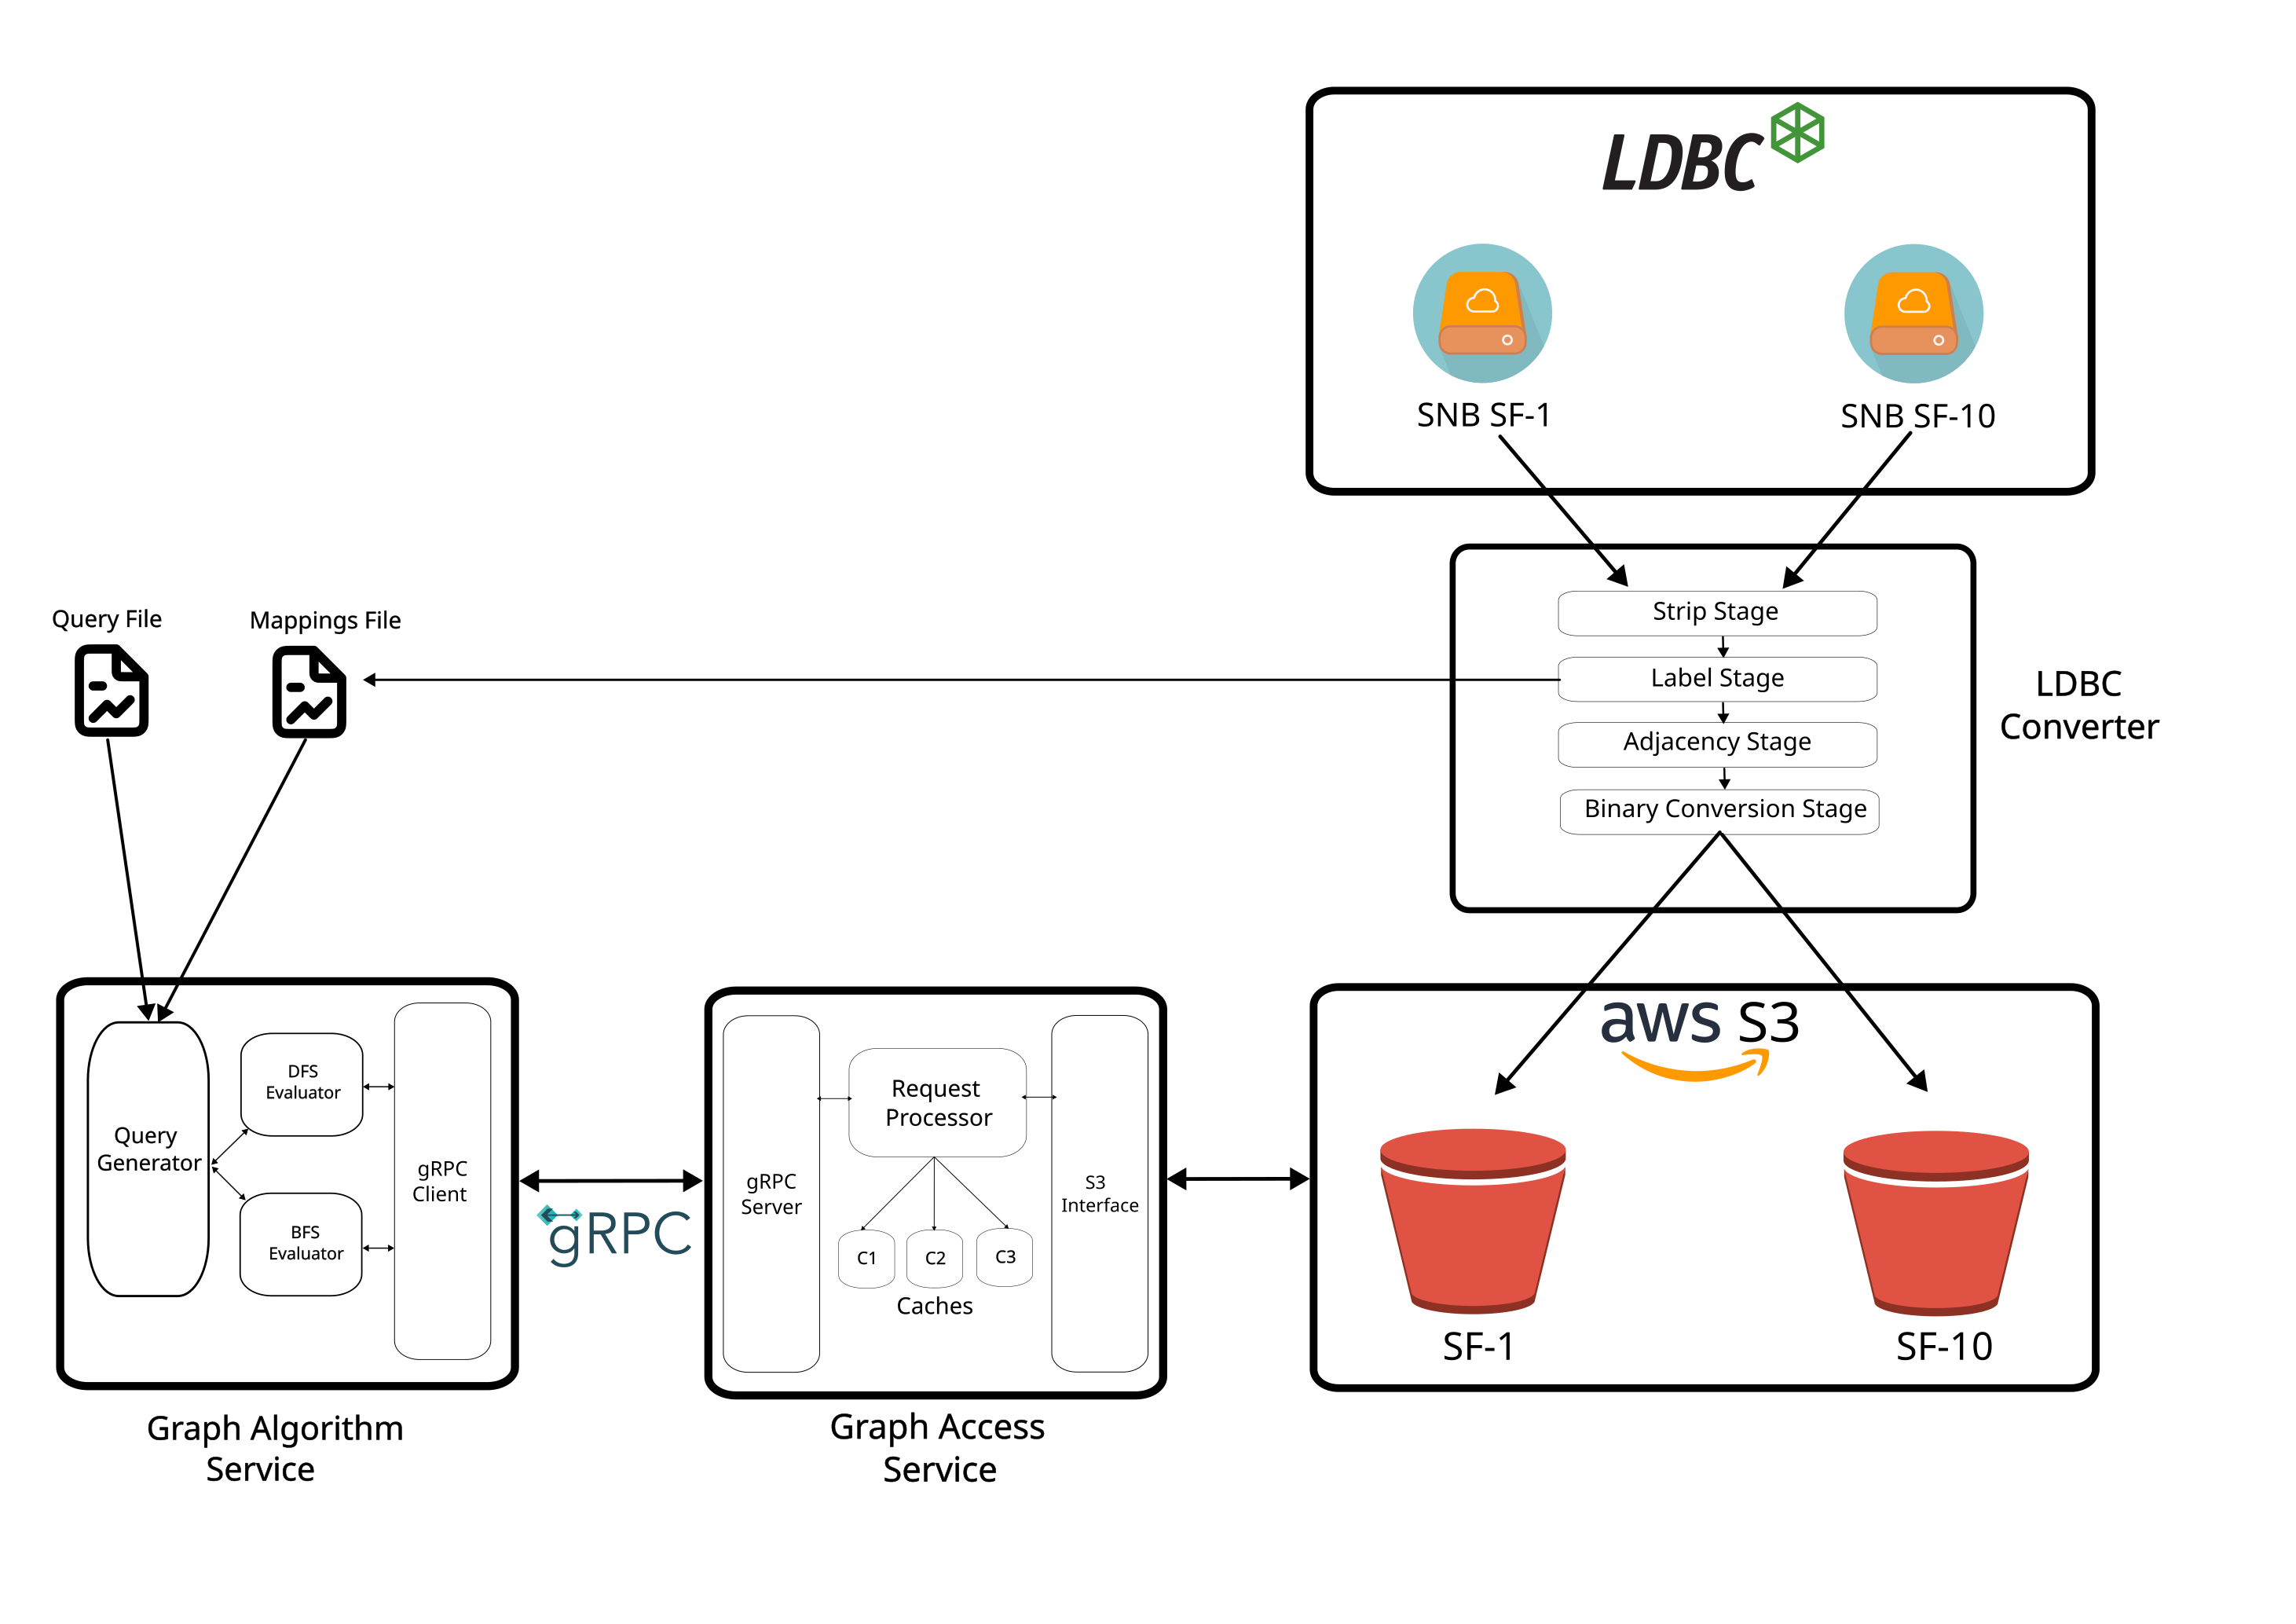 LDBC
SNB SF-1
SNB SF-10
Strip Stage
Label Stage
Adjacency Stage
Binary Conversion Stage
LDBC
Converter
Query File
Mappings File
Query
Generator
DFS
Evaluator
BFS
Evaluator
gRPC
Client
Graph Algorithm
Service
gRPC
gRPC
Server
Request
Processor
C1
C2
C3
Caches
S3
Interface
Graph Access
Service
aws S3
SF-1
SF-10